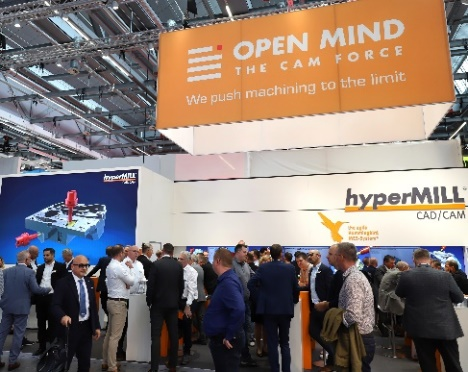 OPEN MIND
THE CAM FORCE
We push machining to the limit
hyperMILL
hyperMILL
CAD/CAM